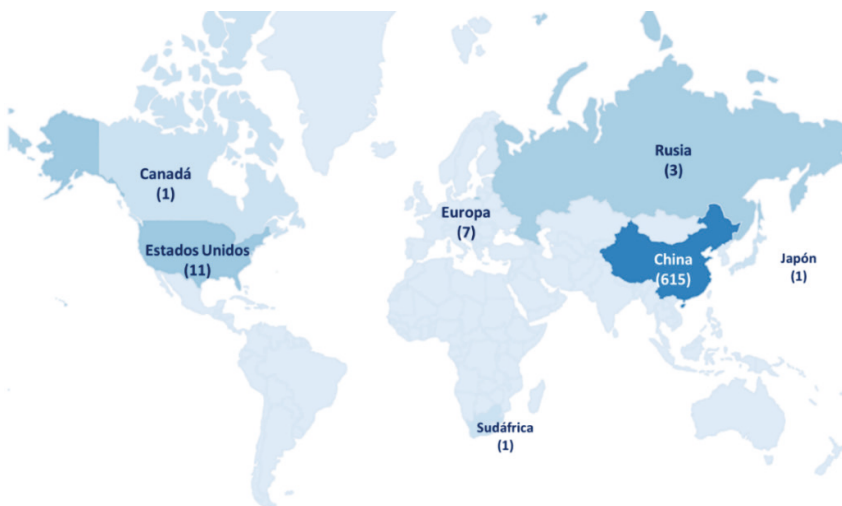 Canadá
(1)
Estados Unidos
(11)
Europa
(7)
Rusia
(3)
China
(615)
Japón
(1)
Sudáfrica
(1)